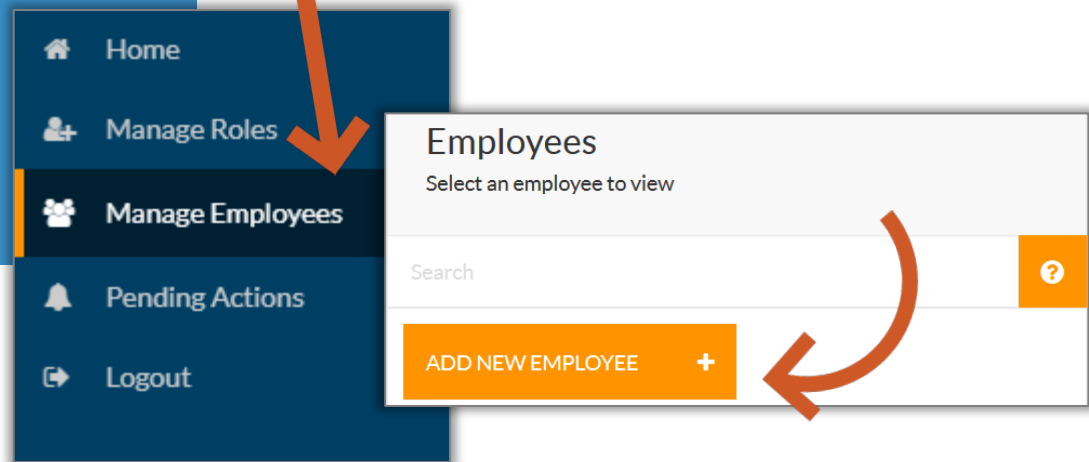 Home
Manage Roles
Manage Employees
Pending Actions
Logout
Employees
Select an employee to view
Search
?
ADD NEW EMPLOYEE +